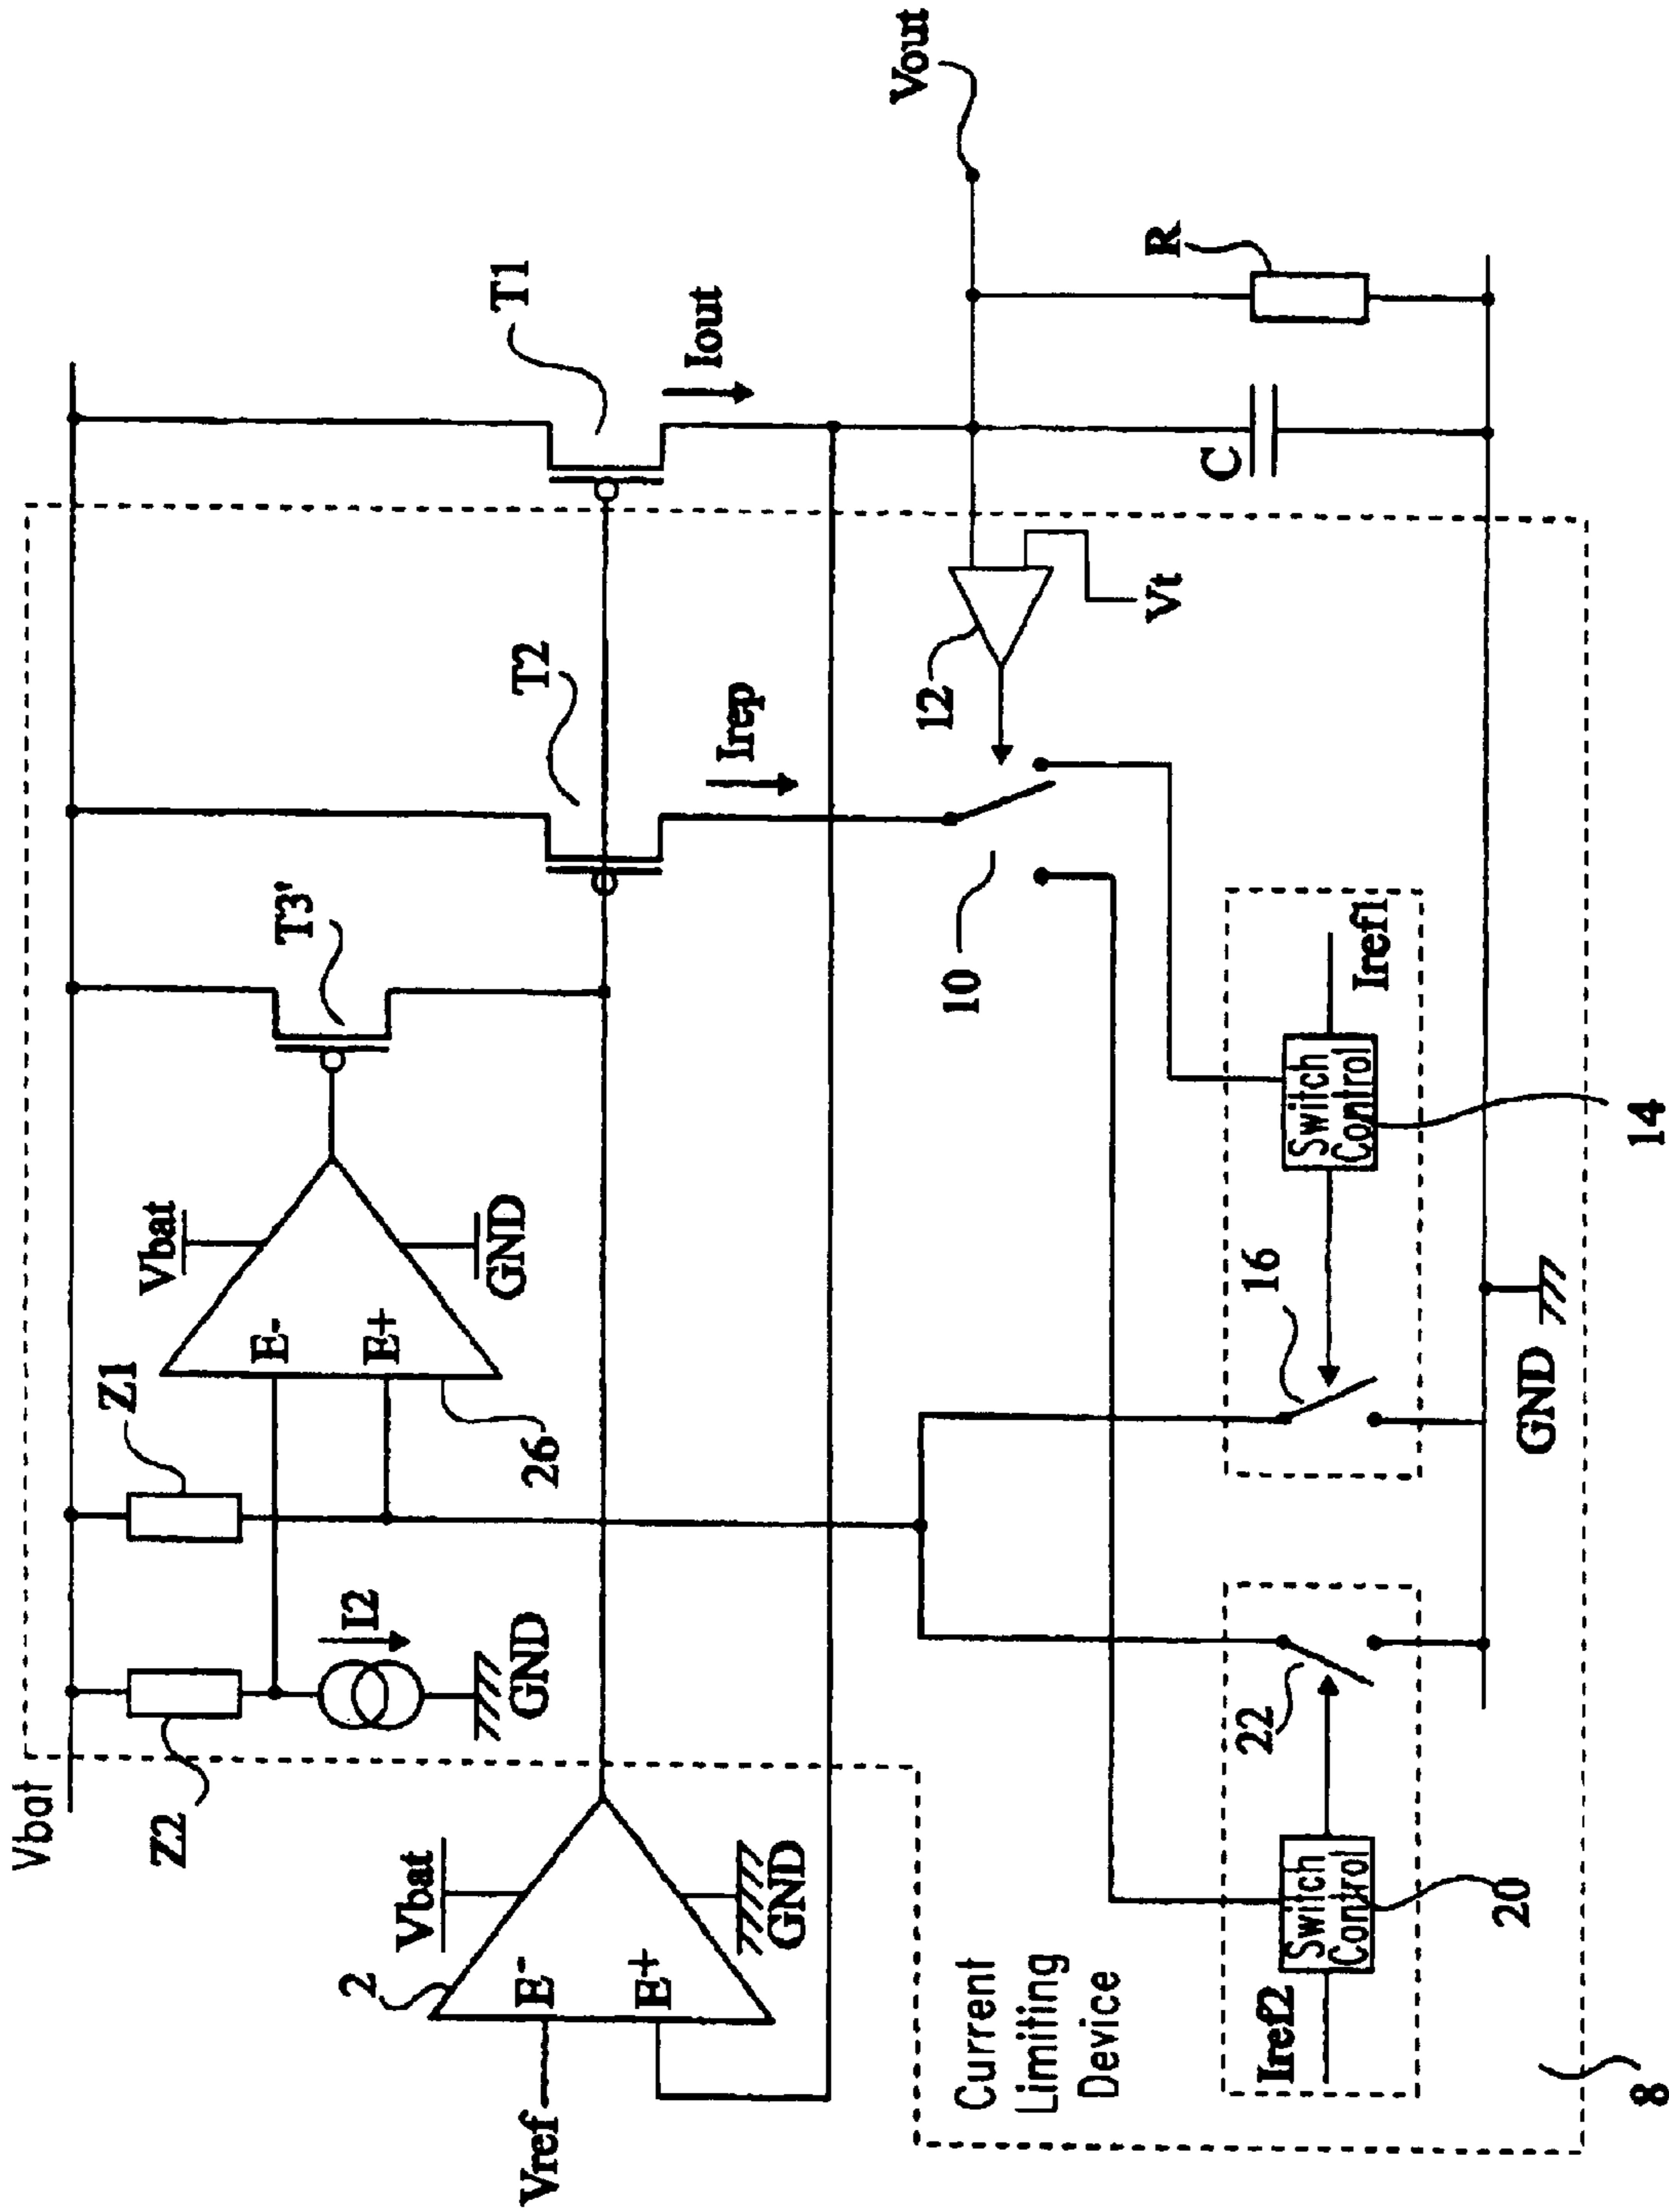 Vbat
Z2
Z1
I2
GND
E-
E+
Vbat
GND
26
T3'
T2
T1
Irep
Iout
2
Vbat
E-
E+
GND
Vref
Vout
12
Vt
10
C
R
Current
Limiting
Device
Iref2
Switch
Control
20
22
16
Switch
Control
Iref1
14
GND
8